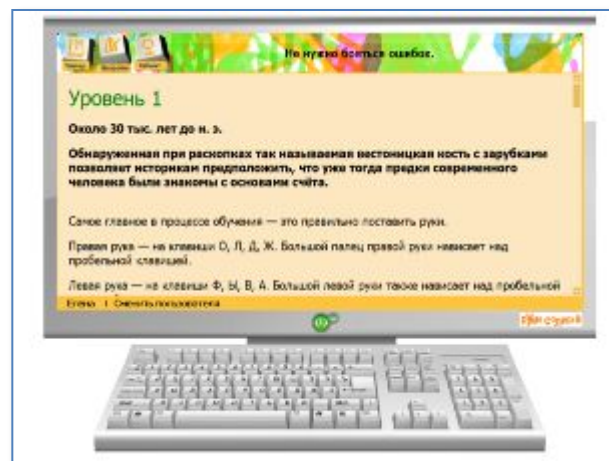 Не нужно бояться ошибок.
Уровень 1
Около 30 тыс. лет до н. э.
Обнаруженная при раскопках так называемая вестоницкая кость с зарубками
позволяет историкам предположить, что уже тогда предки современного
человека были знакомы с основами счёта.
Самое главное в процессе обучения — это правильно поставить руки.
Правая рука — на клавиши О, Л, Д, Ж. Большой палец правой руки нависает над
пробельной клавишей.
Левая рука — на клавиши Ф, Ы, В, А. Большой левой руки также нависает над пробельной
Елена | Сменить пользователя